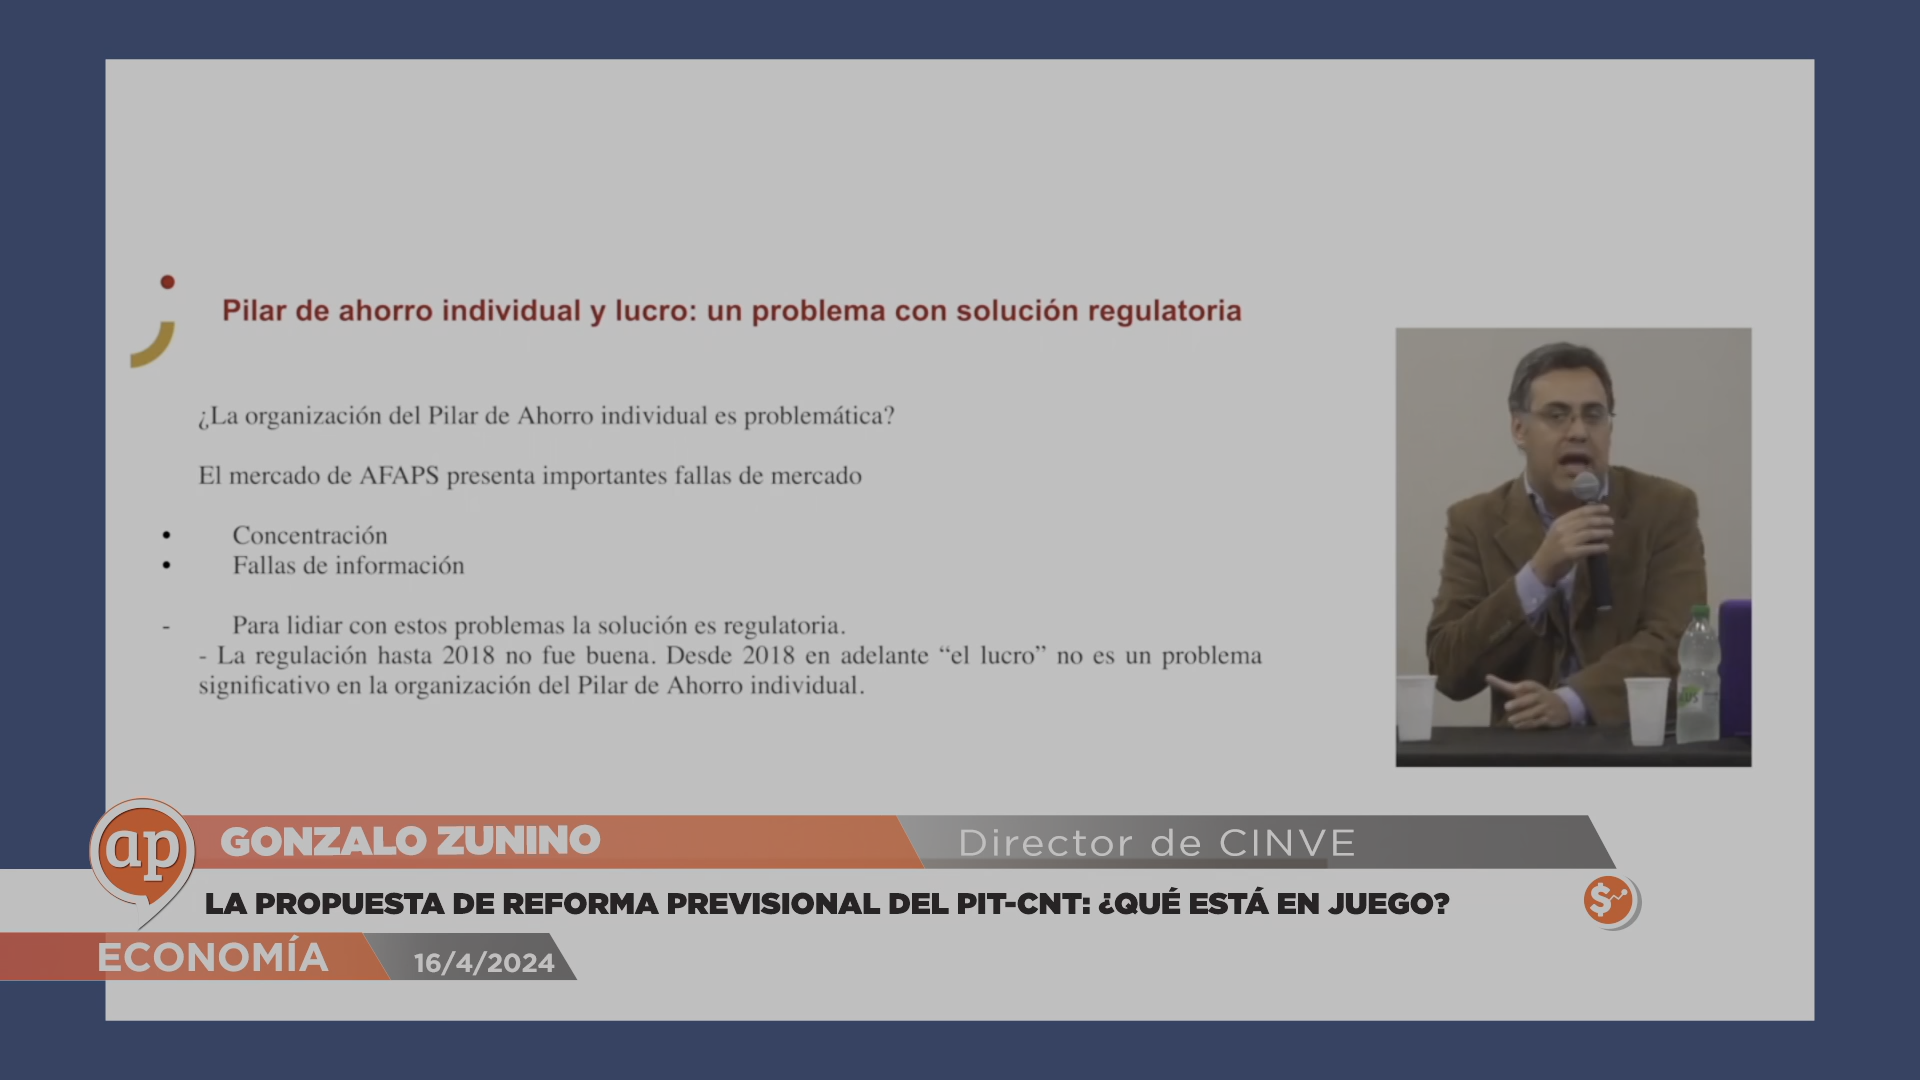 Pilar de ahorro individual y lucro: un problema con solución regulatoria
¿La organización del Pilar de Ahorro individual es problemática?
El mercado de AFAPS presenta importantes fallas de mercado
• Concentración
• Fallas de información
- Para lidiar con estos problemas la solución es regulatoria.
- La regulación hasta 2018 no fue buena. Desde 2018 en adelante “el lucro” no es un problema
significativo en la organización del Pilar de Ahorro individual.
ap
GONZALO ZUNINO
Director de CINVE
LA PROPUESTA DE REFORMA PREVISIONAL DEL PIT-CNT: ¿QUÉ ESTÁ EN JUEGO?
$
ECONOMÍA
16/4/2024